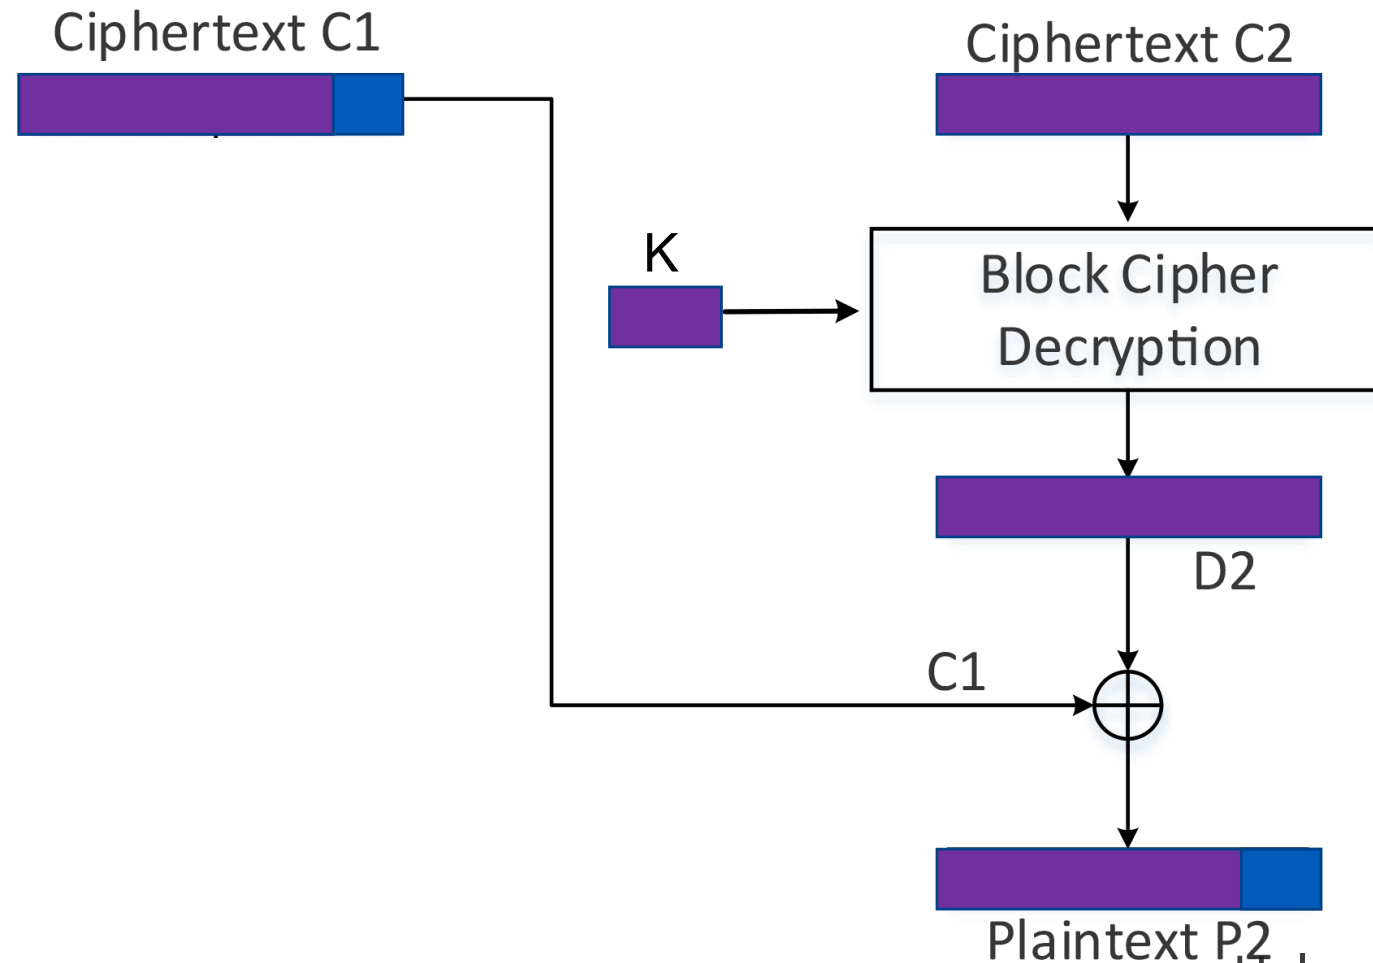 Ciphertext C1
Ciphertext C2
K
Block Cipher
Decryption
D2
C1
Plaintext P2